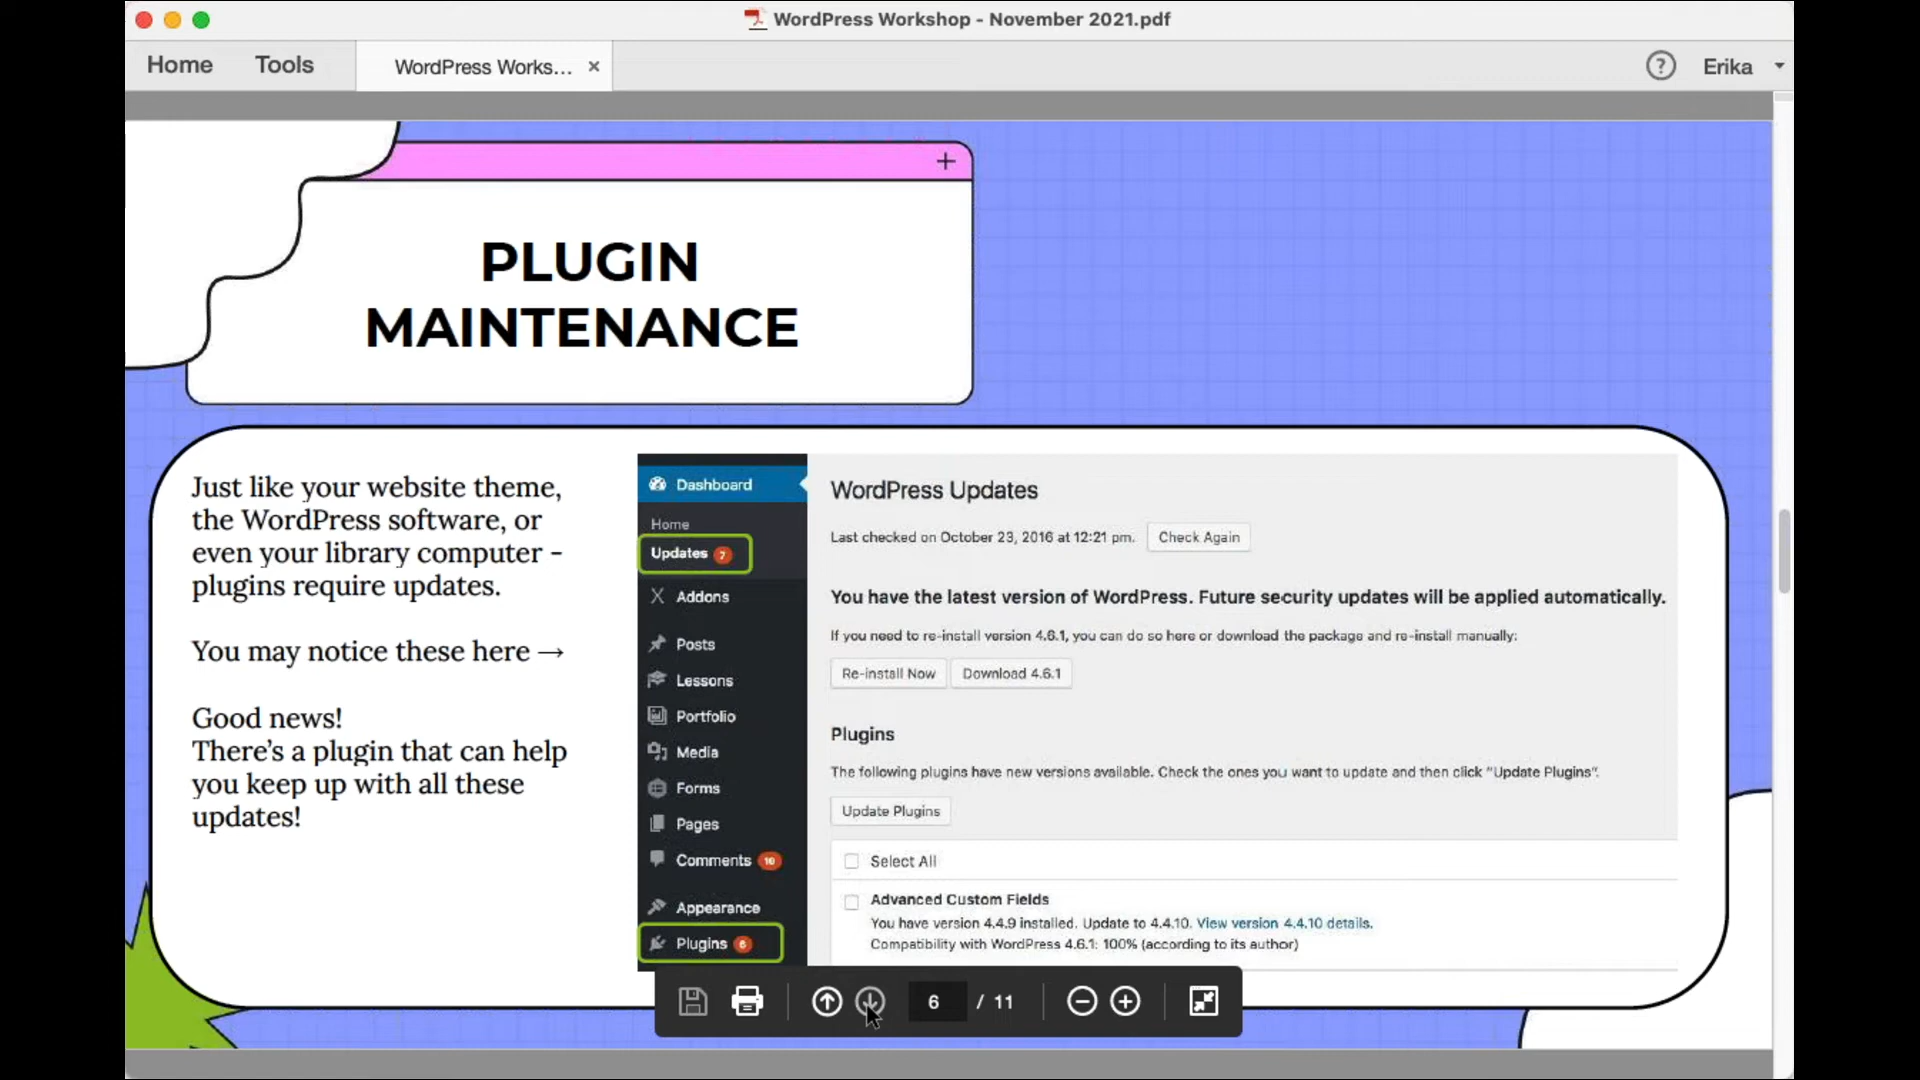 WordPress Workshop - November 2021.pdf
Home
Tools
WordPress Works... ×
? Erika
+
PLUGIN
MAINTENANCE
Just like your website theme,
the WordPress software, or
even your library computer -
plugins require updates.
You may notice these here →
Good news!
There's a plugin that can help
you keep up with all these
updates!
Dashboard
Home
Updates 7
Addons
Posts
Lessons
Portfolio
Media
Forms
Pages
Comments 10
Appearance
Plugins 6
WordPress Updates
Last checked on October 23, 2016 at 12:21 pm. Check Again
You have the latest version of WordPress. Future security updates will be applied automatically.
If you need to re-install version 4.6.1, you can do so here or download the package and re-install manually:
Re-install Now Download 4.6.1
Plugins
The following plugins have new versions available. Check the ones you want to update and then click "Update Plugins".
Update Plugins
Select All
Advanced Custom Fields
You have version 4.4.9 installed. Update to 4.4.10. View version 4.4.10 details.
Compatibility with WordPress 4.6.1: 100% (according to its author)
6 / 11